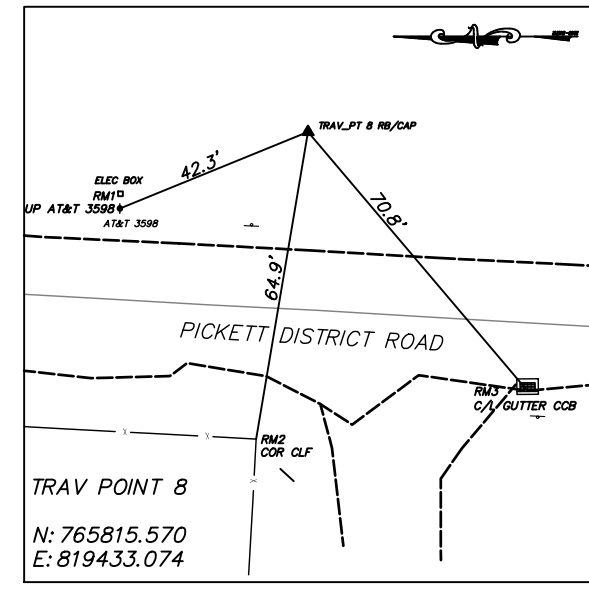 TRAV_PT 8 RB/CAP
42.3'
ELEC BOX
RM1
UP AT&T 3598
AT&T 3598
70.8'
64.9'
PICKETT DISTRICT ROAD
RM3
C/L GUTTER CCB
RM2
COR CLF
X X
X
TRAV POINT 8
N: 765815.570
E: 819433.074